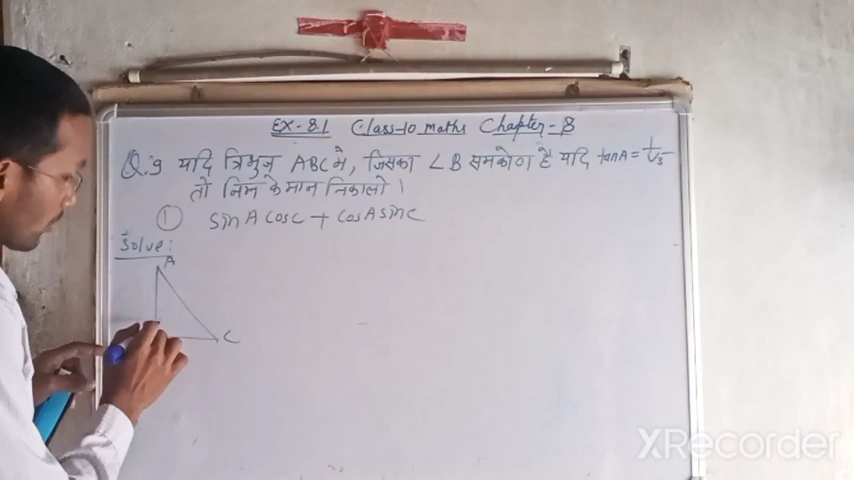 Ex-8.1 Class-10 maths Chapter-8
Q.9 यदि त्रिभुज ABC में, जिसका ∠B समकोण है यदि tanA = 1/√3
तो निम्न के मान निकालो।
① sin A cosc + cosA sinc
Solve:
A
C
XRecorder